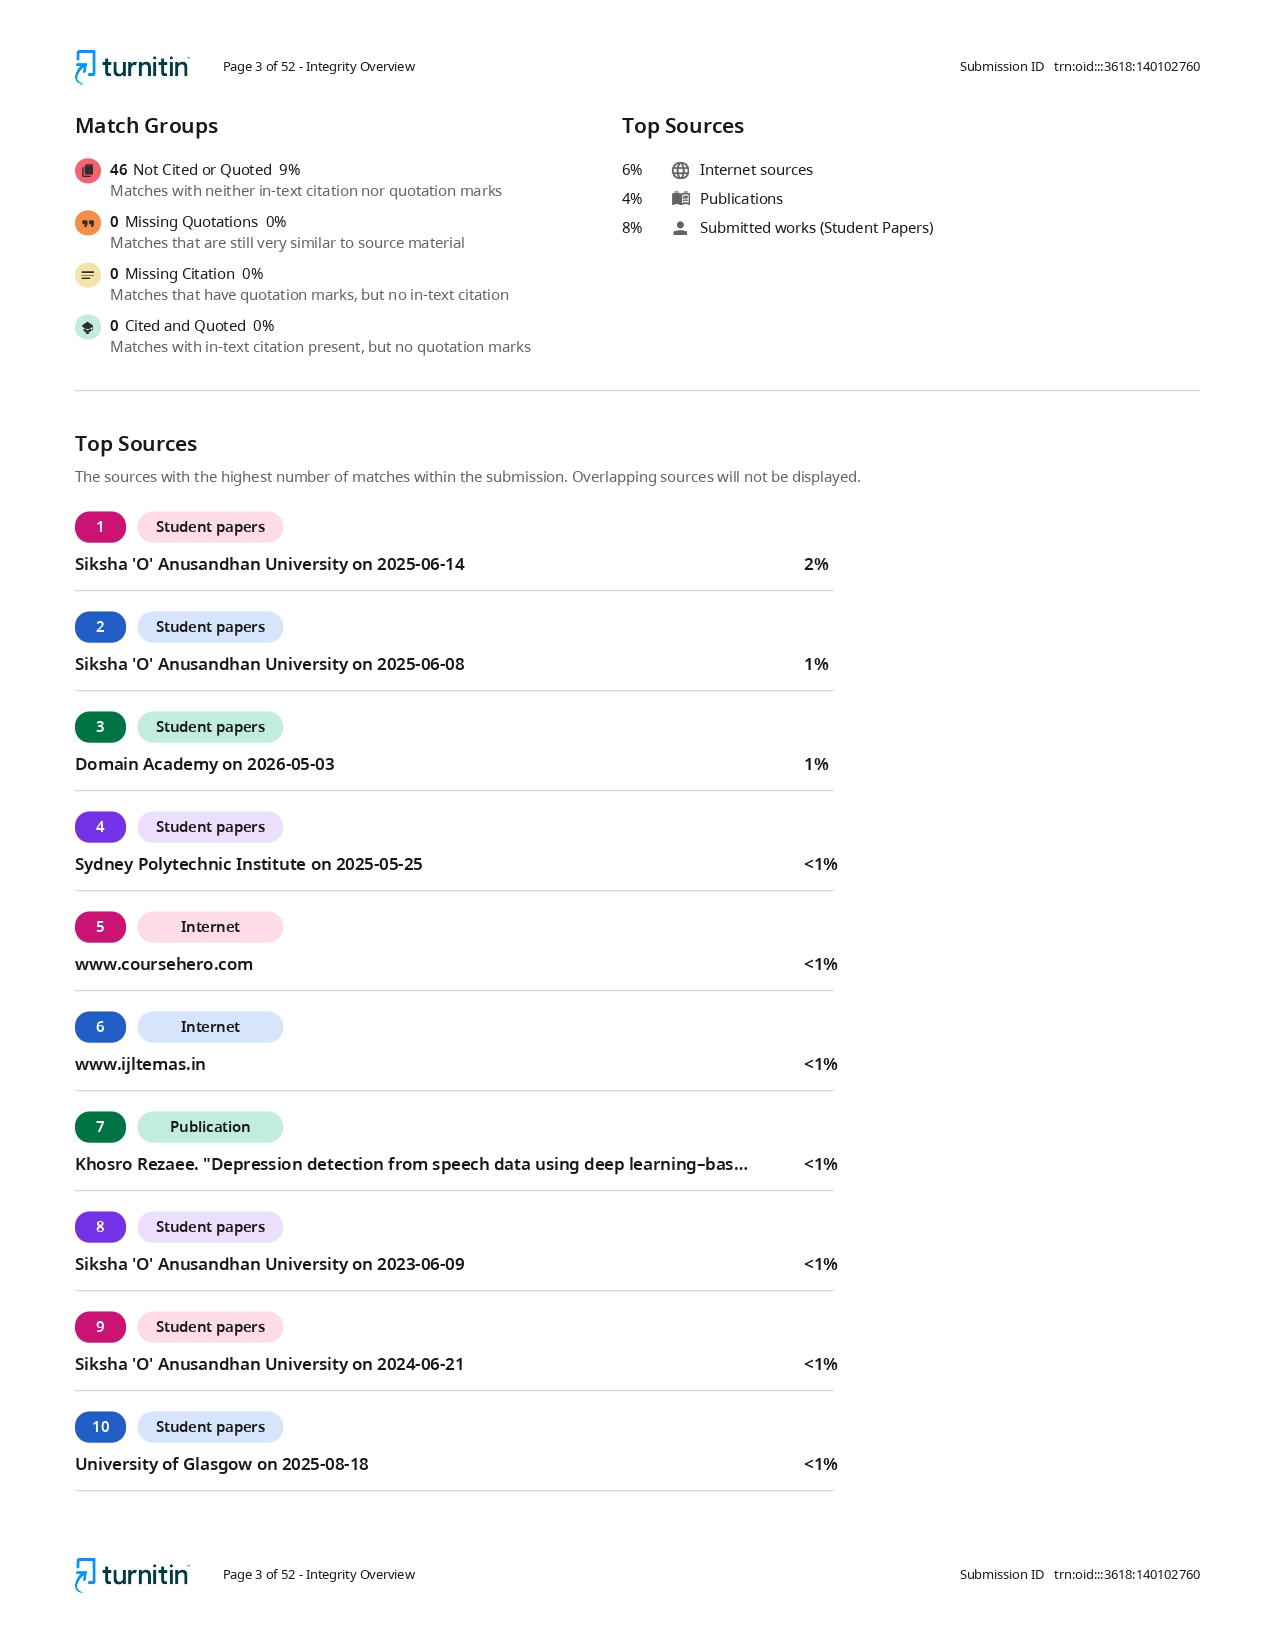 turnitin Page 3 of 52 - Integrity Overview Submission ID trn:oid:::3618:140102760
Match Groups
46 Not Cited or Quoted 9%
Matches with neither in-text citation nor quotation marks
0 Missing Quotations 0%
Matches that are still very similar to source material
0 Missing Citation 0%
Matches that have quotation marks, but no in-text citation
0 Cited and Quoted 0%
Matches with in-text citation present, but no quotation marks
Top Sources
6% Internet sources
4% Publications
8% Submitted works (Student Papers)
Top Sources
The sources with the highest number of matches within the submission. Overlapping sources will not be displayed.
1 Student papers
Siksha 'O' Anusandhan University on 2025-06-14 2%
2 Student papers
Siksha 'O' Anusandhan University on 2025-06-08 1%
3 Student papers
Domain Academy on 2026-05-03 1%
4 Student papers
Sydney Polytechnic Institute on 2025-05-25 <1%
5 Internet
www.coursehero.com <1%
6 Internet
www.ijltemas.in <1%
7 Publication
Khosro Rezaee. "Depression detection from speech data using deep learning–bas... <1%
8 Student papers
Siksha 'O' Anusandhan University on 2023-06-09 <1%
9 Student papers
Siksha 'O' Anusandhan University on 2024-06-21 <1%
10 Student papers
University of Glasgow on 2025-08-18 <1%
turnitin Page 3 of 52 - Integrity Overview Submission ID trn:oid:::3618:140102760